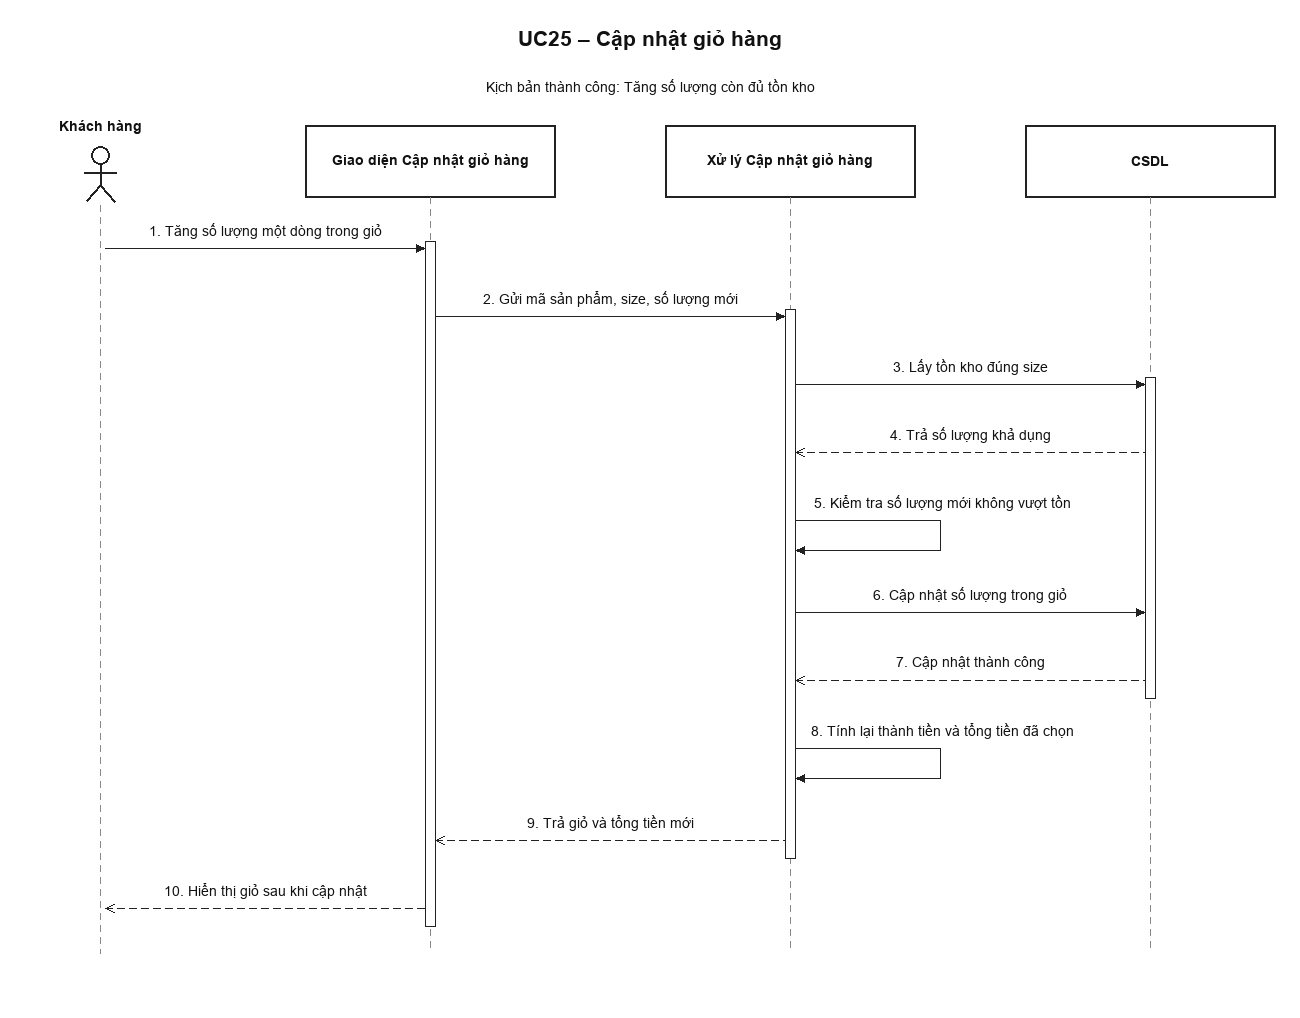 UC25 – Cập nhật giỏ hàng
Kịch bản thành công: Tăng số lượng còn đủ tồn kho
Khách hàng
Giao diện Cập nhật giỏ hàng
Xử lý Cập nhật giỏ hàng
CSDL
1. Tăng số lượng một dòng trong giỏ
2. Gửi mã sản phẩm, size, số lượng mới
3. Lấy tồn kho đúng size
4. Trả số lượng khả dụng
5. Kiểm tra số lượng mới không vượt tồn
6. Cập nhật số lượng trong giỏ
7. Cập nhật thành công
8. Tính lại thành tiền và tổng tiền đã chọn
9. Trả giỏ và tổng tiền mới
10. Hiển thị giỏ sau khi cập nhật